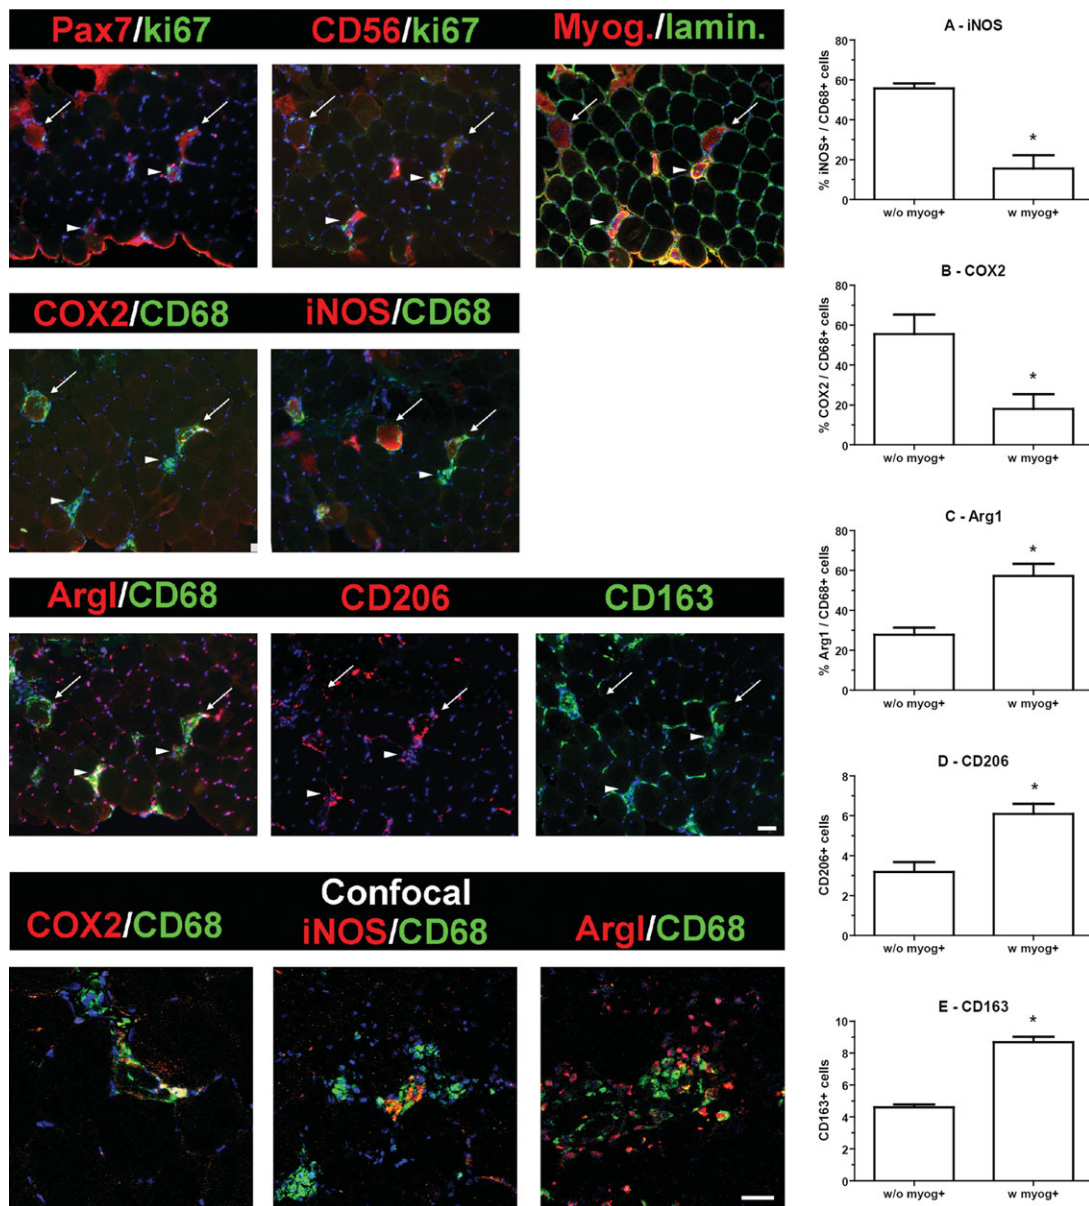 Pax7/ki67
CD56/ki67
Myog./lamin.
COX2/CD68
iNOS/CD68
ArgI/CD68
CD206
CD163
Confocal
COX2/CD68
iNOS/CD68
ArgI/CD68
A - iNOS
% iNOS+ / CD68+ cells
80
60
40
20
0
w/o myog+
w myog+
*
B - COX2
% COX2 / CD68+ cells
80
60
40
20
0
w/o myog+
w myog+
*
C - Arg1
% Arg1 / CD68+ cells
80
60
40
20
0
w/o myog+
w myog+
*
D - CD206
CD206+ cells
8
6
4
2
0
w/o myog+
w myog+
*
E - CD163
CD163+ cells
10
8
6
4
2
0
w/o myog+
w myog+
*